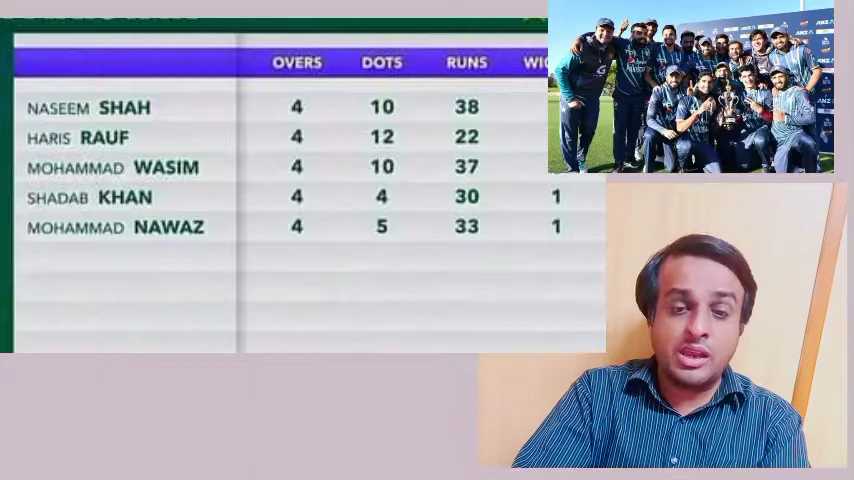 OVERS DOTS RUNS
NASEEM SHAH 4 10 38
HARIS RAUF 4 12 22
MOHAMMAD WASIM 4 10 37
SHADAB KHAN 4 4 30 1
MOHAMMAD NAWAZ 4 5 33 1
ANZ